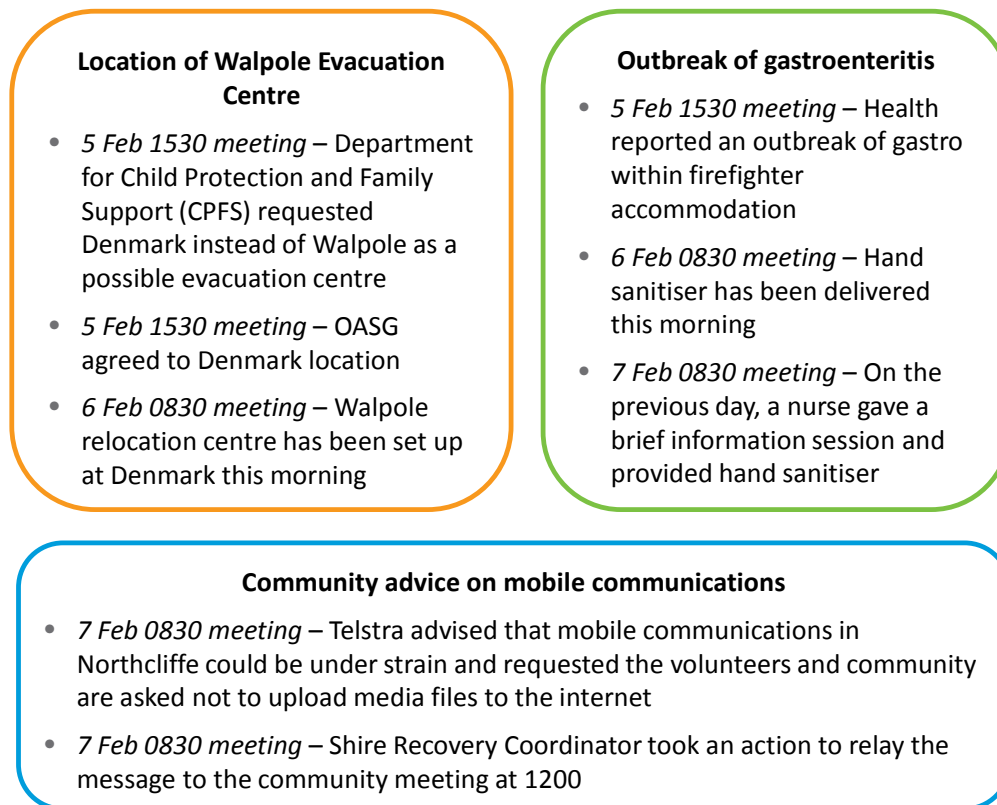 Location of Walpole Evacuation
Centre
• 5 Feb 1530 meeting – Department
for Child Protection and Family
Support (CPFS) requested
Denmark instead of Walpole as a
possible evacuation centre
• 5 Feb 1530 meeting – OASG
agreed to Denmark location
• 6 Feb 0830 meeting – Walpole
relocation centre has been set up
at Denmark this morning
Outbreak of gastroenteritis
• 5 Feb 1530 meeting – Health
reported an outbreak of gastro
within firefighter
accommodation
• 6 Feb 0830 meeting – Hand
sanitiser has been delivered
this morning
• 7 Feb 0830 meeting – On the
previous day, a nurse gave a
brief information session and
provided hand sanitiser
Community advice on mobile communications
• 7 Feb 0830 meeting – Telstra advised that mobile communications in
Northcliffe could be under strain and requested the volunteers and community
are asked not to upload media files to the internet
• 7 Feb 0830 meeting – Shire Recovery Coordinator took an action to relay the
message to the community meeting at 1200